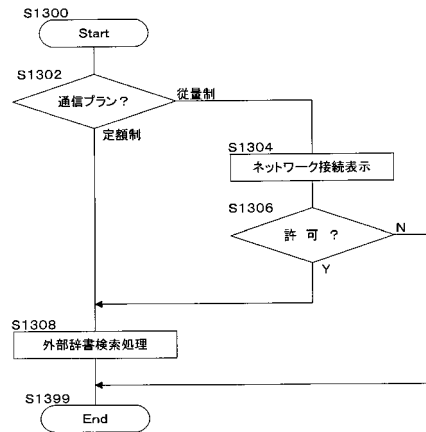 S1300
Start
S1302
通信プラン?
従量制
定額制
S1304
ネットワーク接続表示
S1306
許 可 ?
N
Y
S1308
外部辞書検索処理
S1399
End